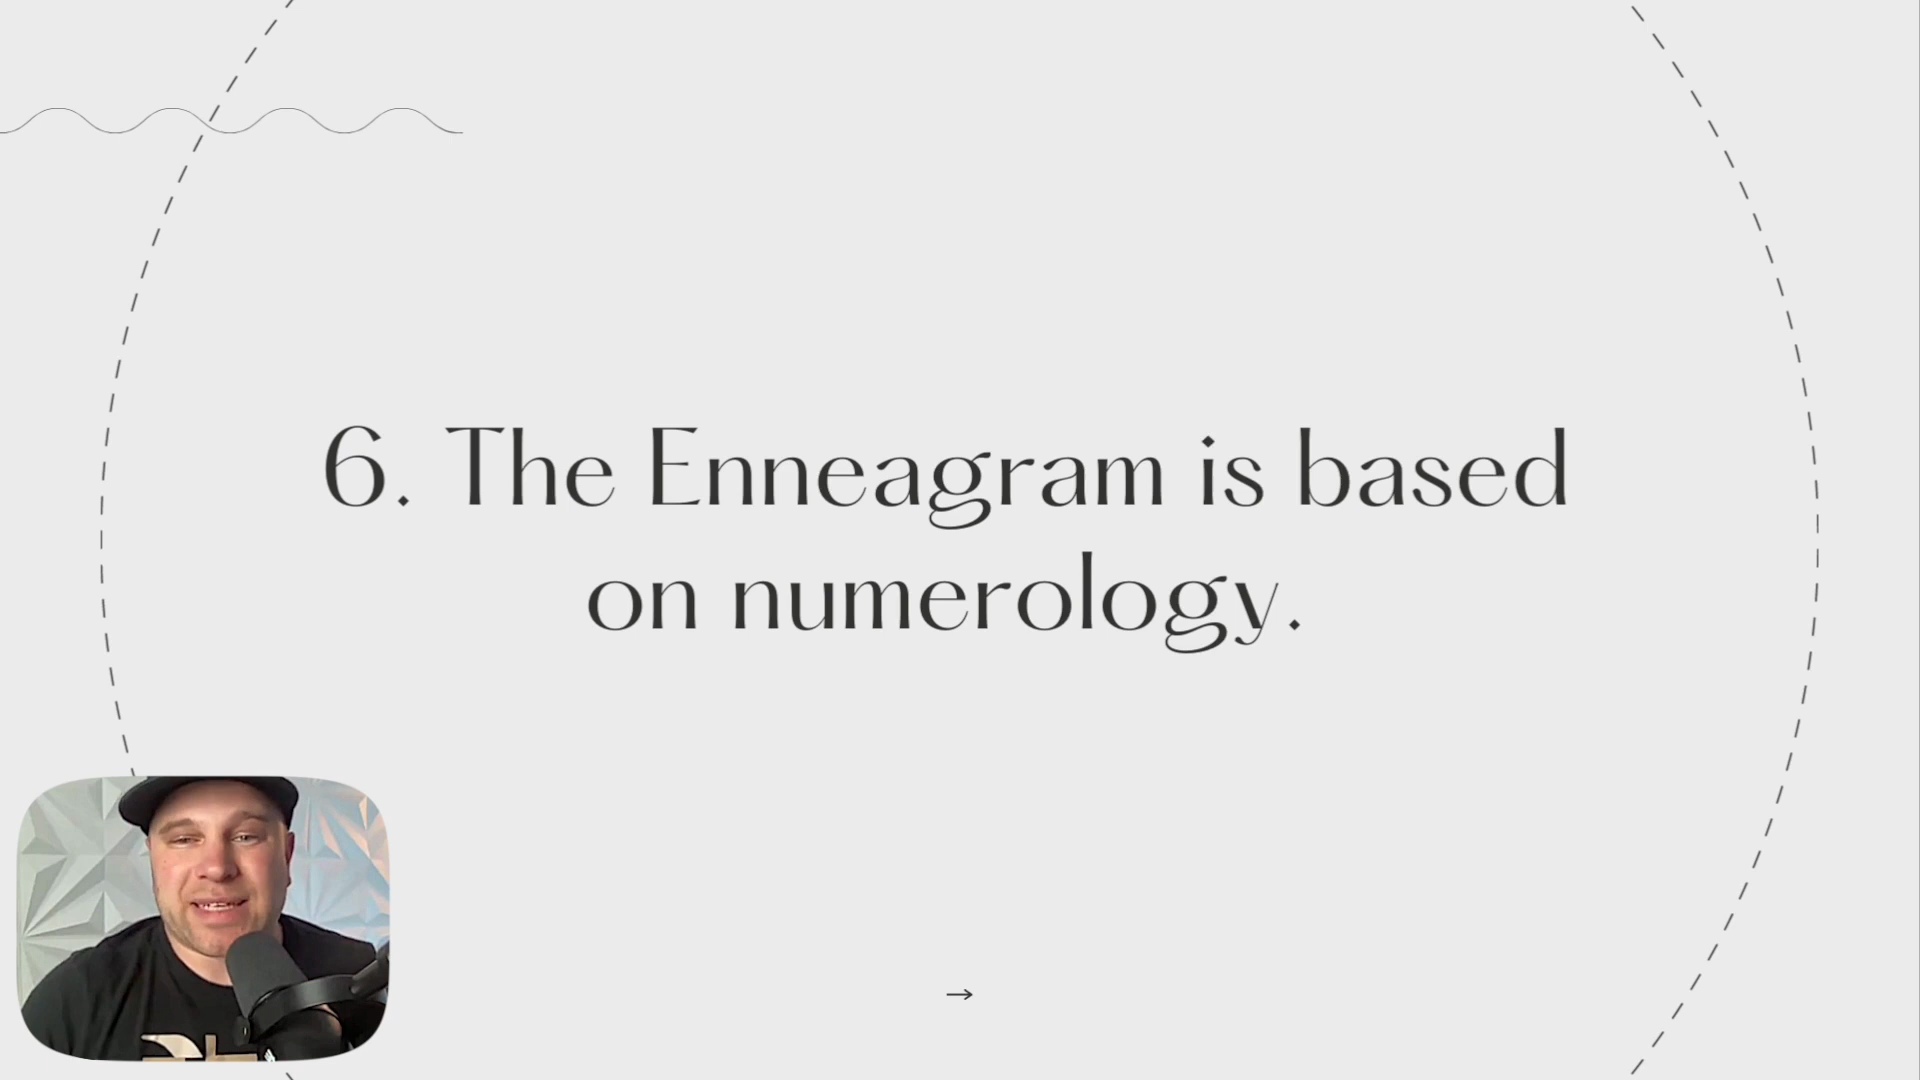 6. The Enneagram is based
on numerology.